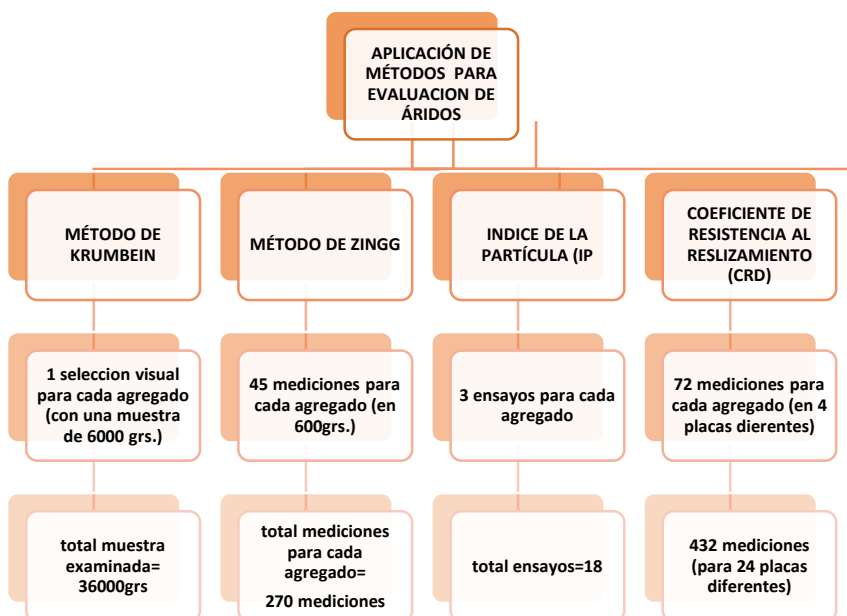 APLICACIÓN DE
MÉTODOS PARA
EVALUACION DE
ÁRIDOS
MÉTODO DE
KRUMBEIN
MÉTODO DE ZINGG
INDICE DE LA
PARTÍCULA (IP
COEFICIENTE DE
RESISTENCIA AL
RESLIZAMIENTO
(CRD)
1 seleccion visual
para cada agregado
(con una muestra
de 6000 grs.)
45 mediciones para
cada agregado (en
600grs.)
3 ensayos para cada
agregado
72 mediciones para
cada agregado (en 4
placas dierentes)
total muestra
examinada=
36000grs
total mediciones
para cada
agregado=
270 mediciones
total ensayos=18
432 mediciones
(para 24 placas
diferentes)